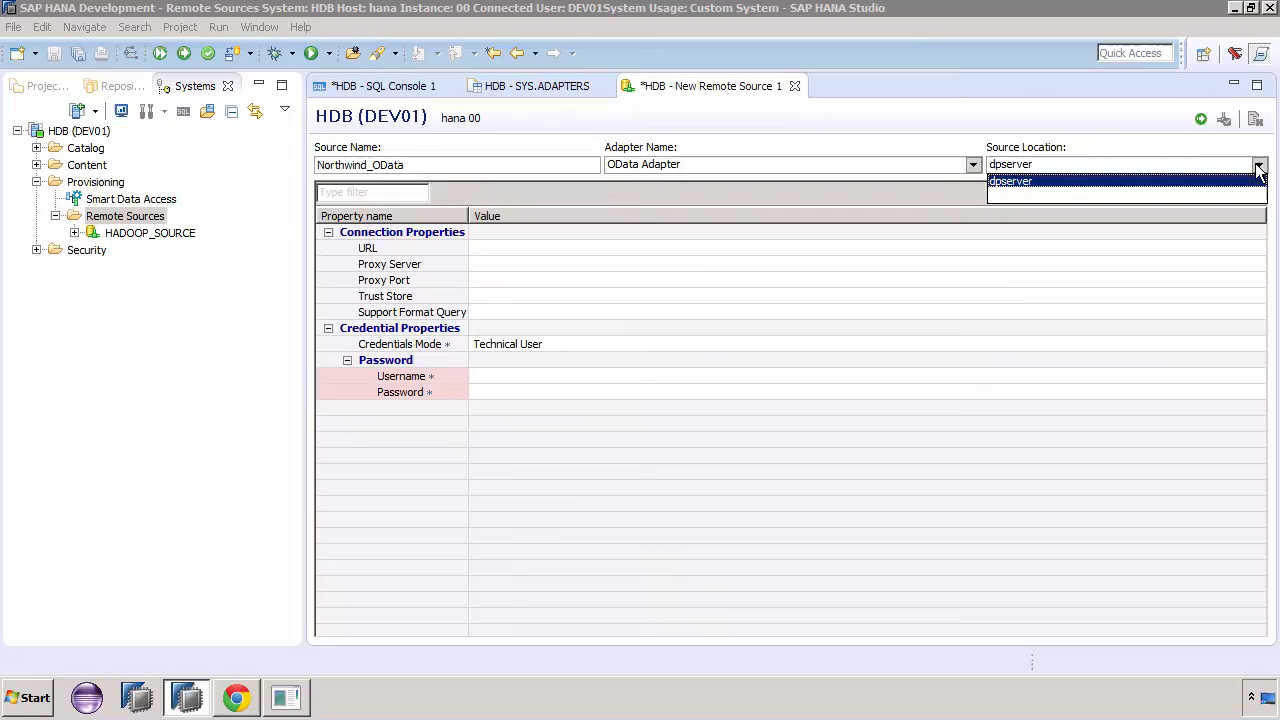 SAP HANA Development - Remote Sources System: HDB Host: hana Instance: 00 Connected User: DEV01System Usage: Custom System - SAP HANA Studio
File Edit Navigate Search Project Run Window Help
Quick Access
Projec... Reposi... Systems
*HDB - SQL Console 1 HDB - SYS.ADAPTERS *HDB - New Remote Source 1
HDB (DEV01) hana 00
HDB (DEV01)
Catalog
Content
Provisioning
Smart Data Access
Remote Sources
HADOOP_SOURCE
Security
Source Name: Adapter Name: Source Location:
Northwind_OData OData Adapter dpserver
dpserver
Type filter
Property name Value
Connection Properties
URL
Proxy Server
Proxy Port
Trust Store
Support Format Query
Credential Properties
Credentials Mode * Technical User
Password
Username *
Password *
SQL
SQL
Start